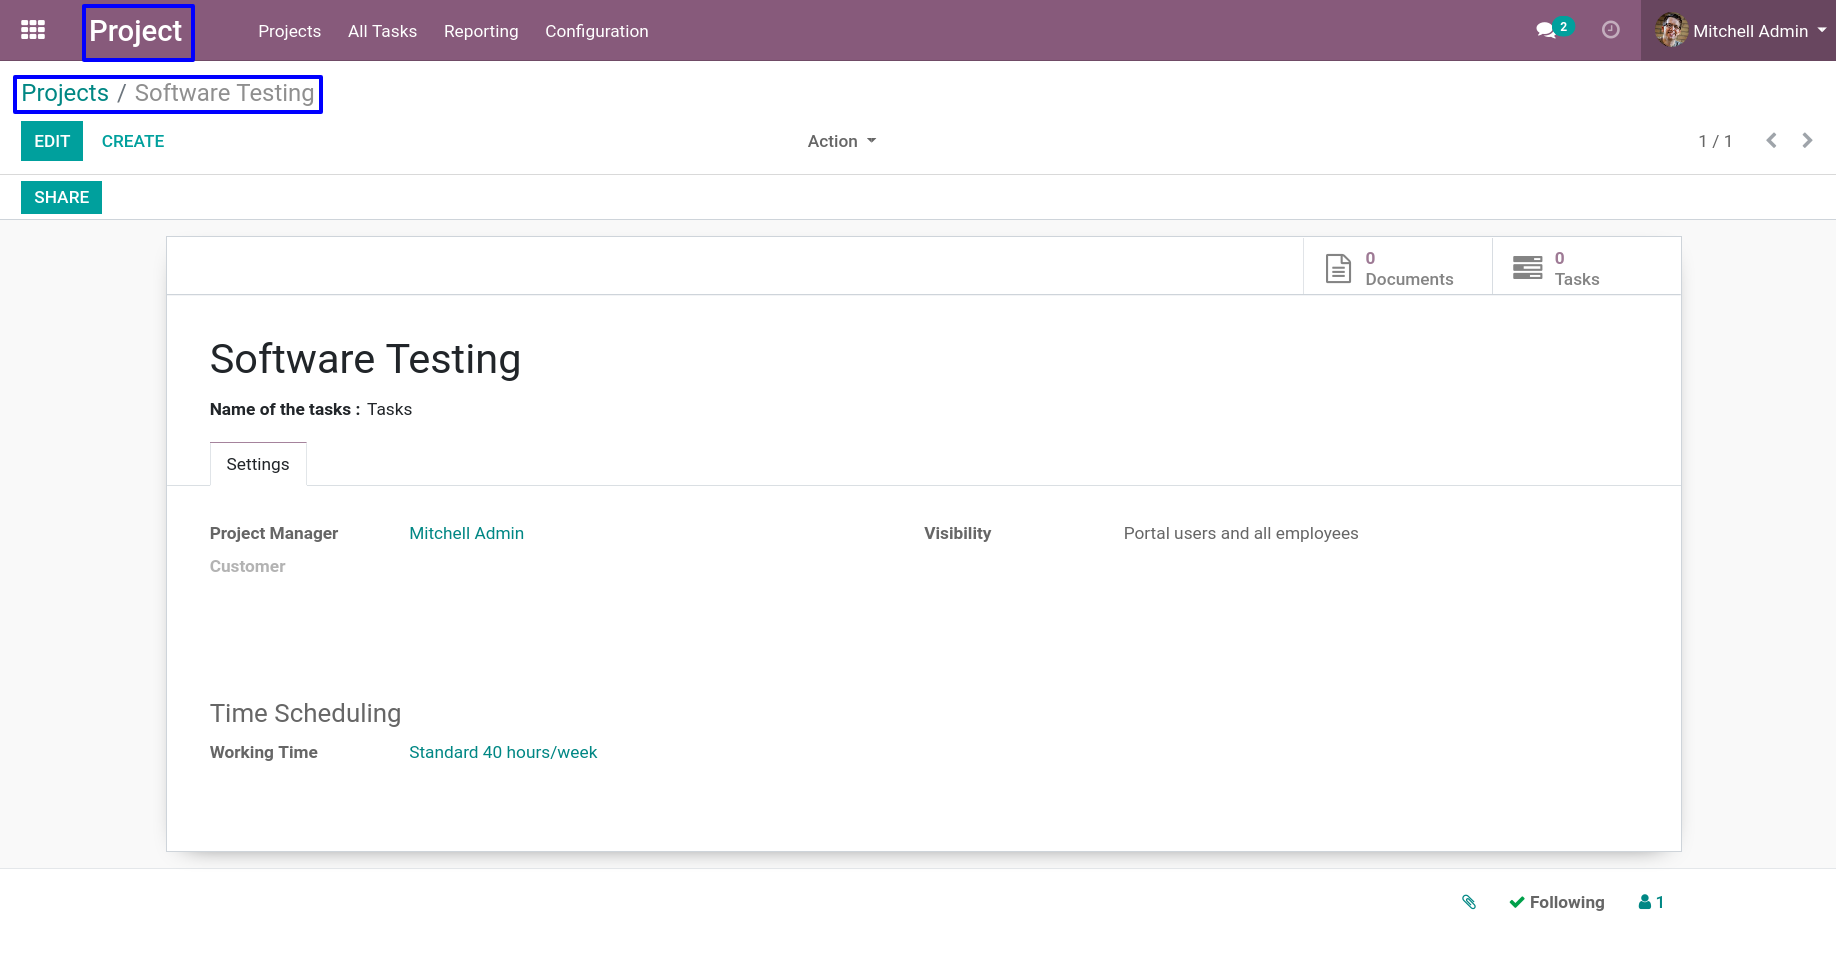 Project Projects All Tasks Reporting Configuration 2 Mitchell Admin
Projects / Software Testing
EDIT CREATE Action 1 / 1
SHARE
0 Documents 0 Tasks
Software Testing
Name of the tasks : Tasks
Settings
Project Manager Mitchell Admin Visibility Portal users and all employees
Customer
Time Scheduling
Working Time Standard 40 hours/week
Following 1